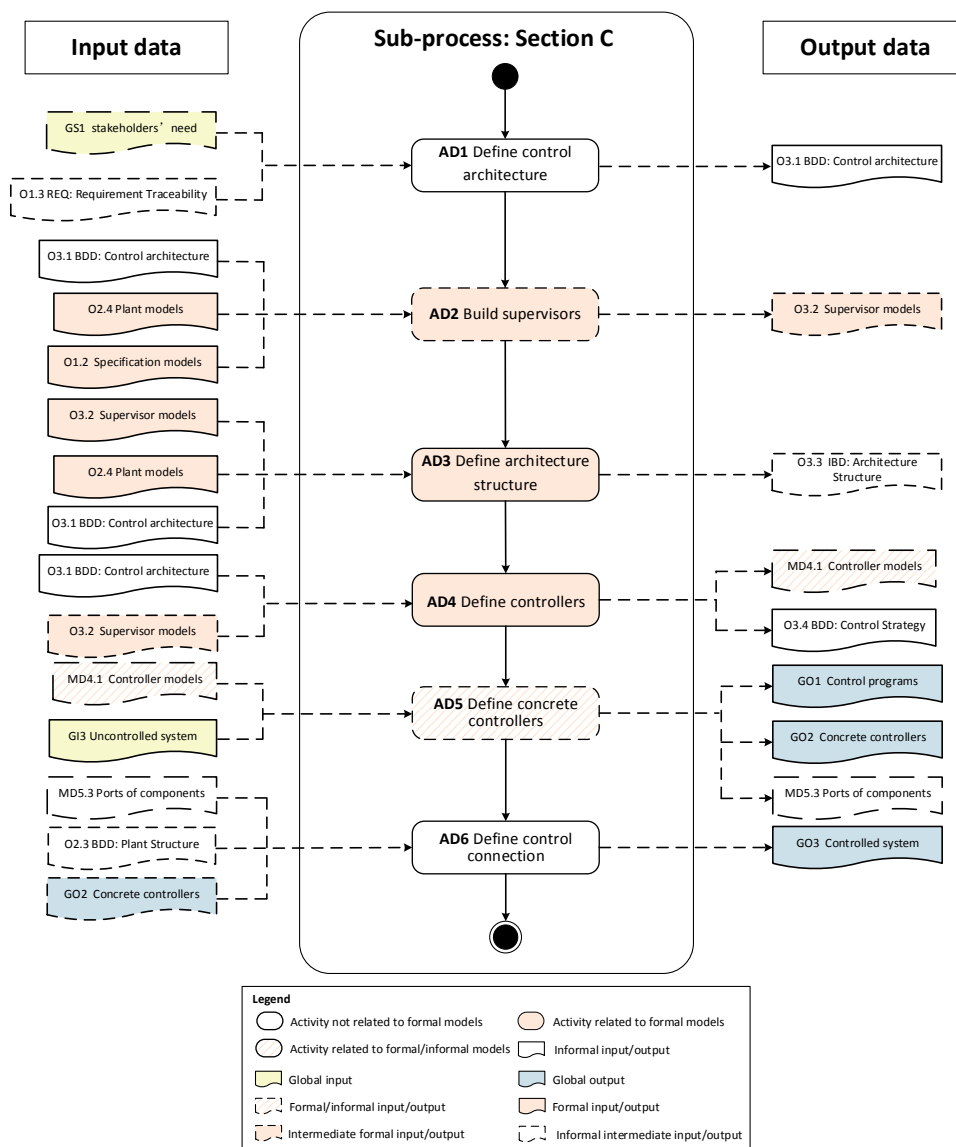 Input data
Sub-process: Section C
Output data
GS1 stakeholders' need
O1.3 REQ: Requirement Traceability
AD1 Define control
architecture
O3.1 BDD: Control architecture
O3.1 BDD: Control architecture
O2.4 Plant models
O1.2 Specification models
AD2 Build supervisors
O3.2 Supervisor models
O3.2 Supervisor models
O2.4 Plant models
O3.1 BDD: Control architecture
AD3 Define architecture
structure
O3.3 IBD: Architecture
Structure
O3.1 BDD: Control architecture
O3.2 Supervisor models
AD4 Define controllers
MD4.1 Controller models
O3.4 BDD: Control Strategy
MD4.1 Controller models
GI3 Uncontrolled system
AD5 Define concrete
controllers
GO1 Control programs
GO2 Concrete controllers
MD5.3 Ports of components
MD5.3 Ports of components
O2.3 BDD: Plant Structure
GO2 Concrete controllers
AD6 Define control
connection
GO3 Controlled system
Legend
Activity not related to formal models
Activity related to formal models
Activity related to formal/informal models
Informal input/output
Global input
Global output
Formal/informal input/output
Formal input/output
Intermediate formal input/output
Informal intermediate input/output